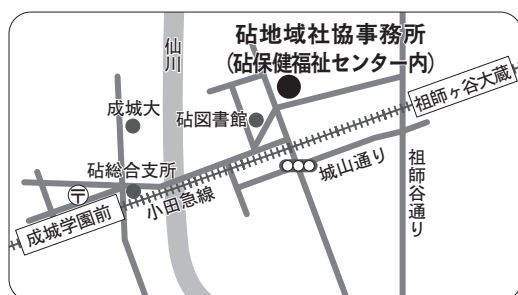 砧地域社協事務所
(砧保健福祉センター内)
仙川
成城大
砧図書館
祖師ヶ谷大蔵
砧総合支所
城山通り
祖師谷通り
〒
小田急線
成城学園前